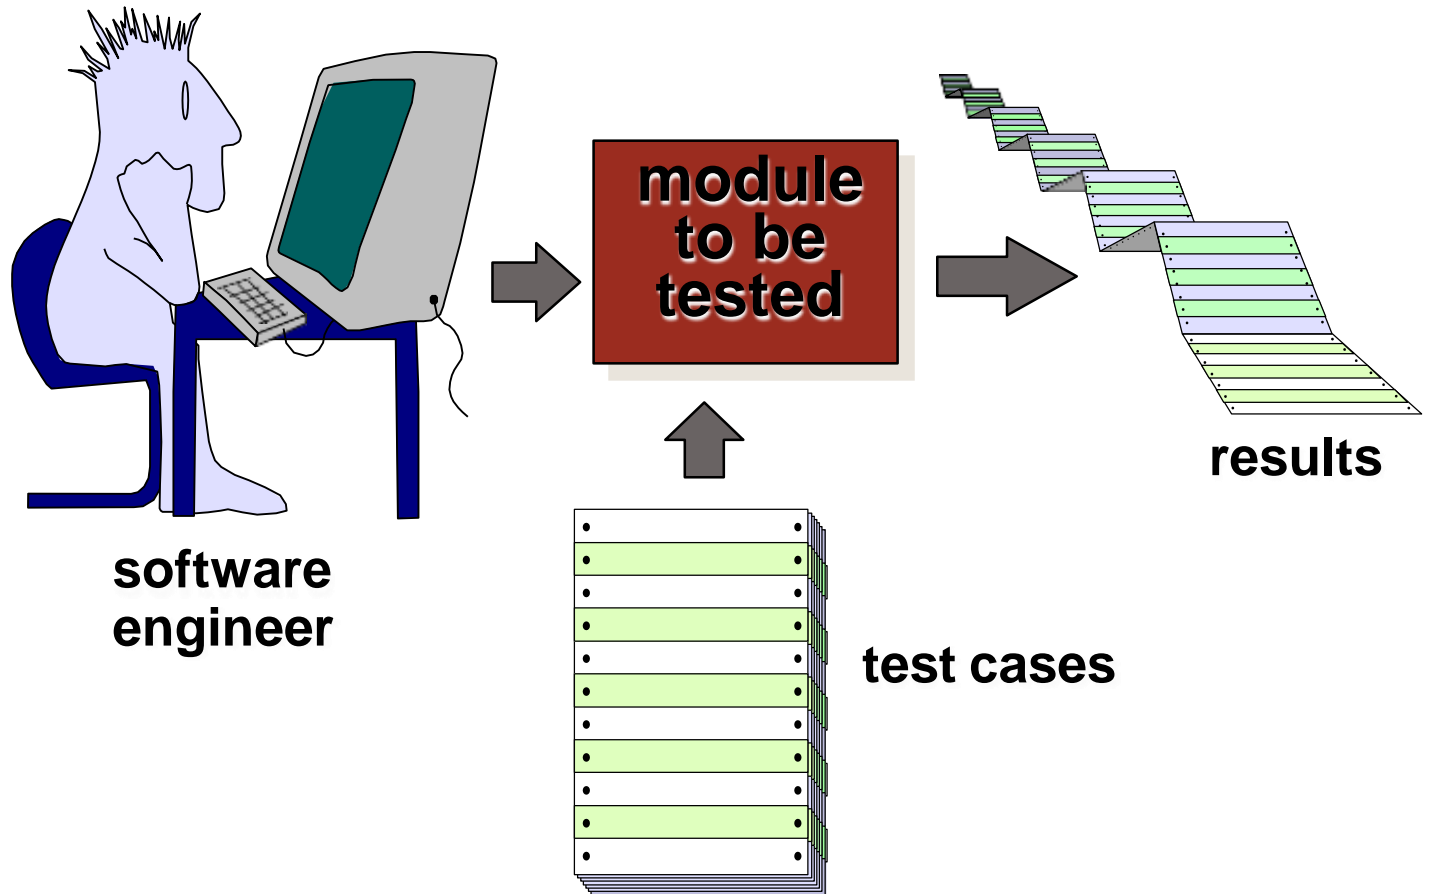 module
to be
tested
results
software
engineer
test cases